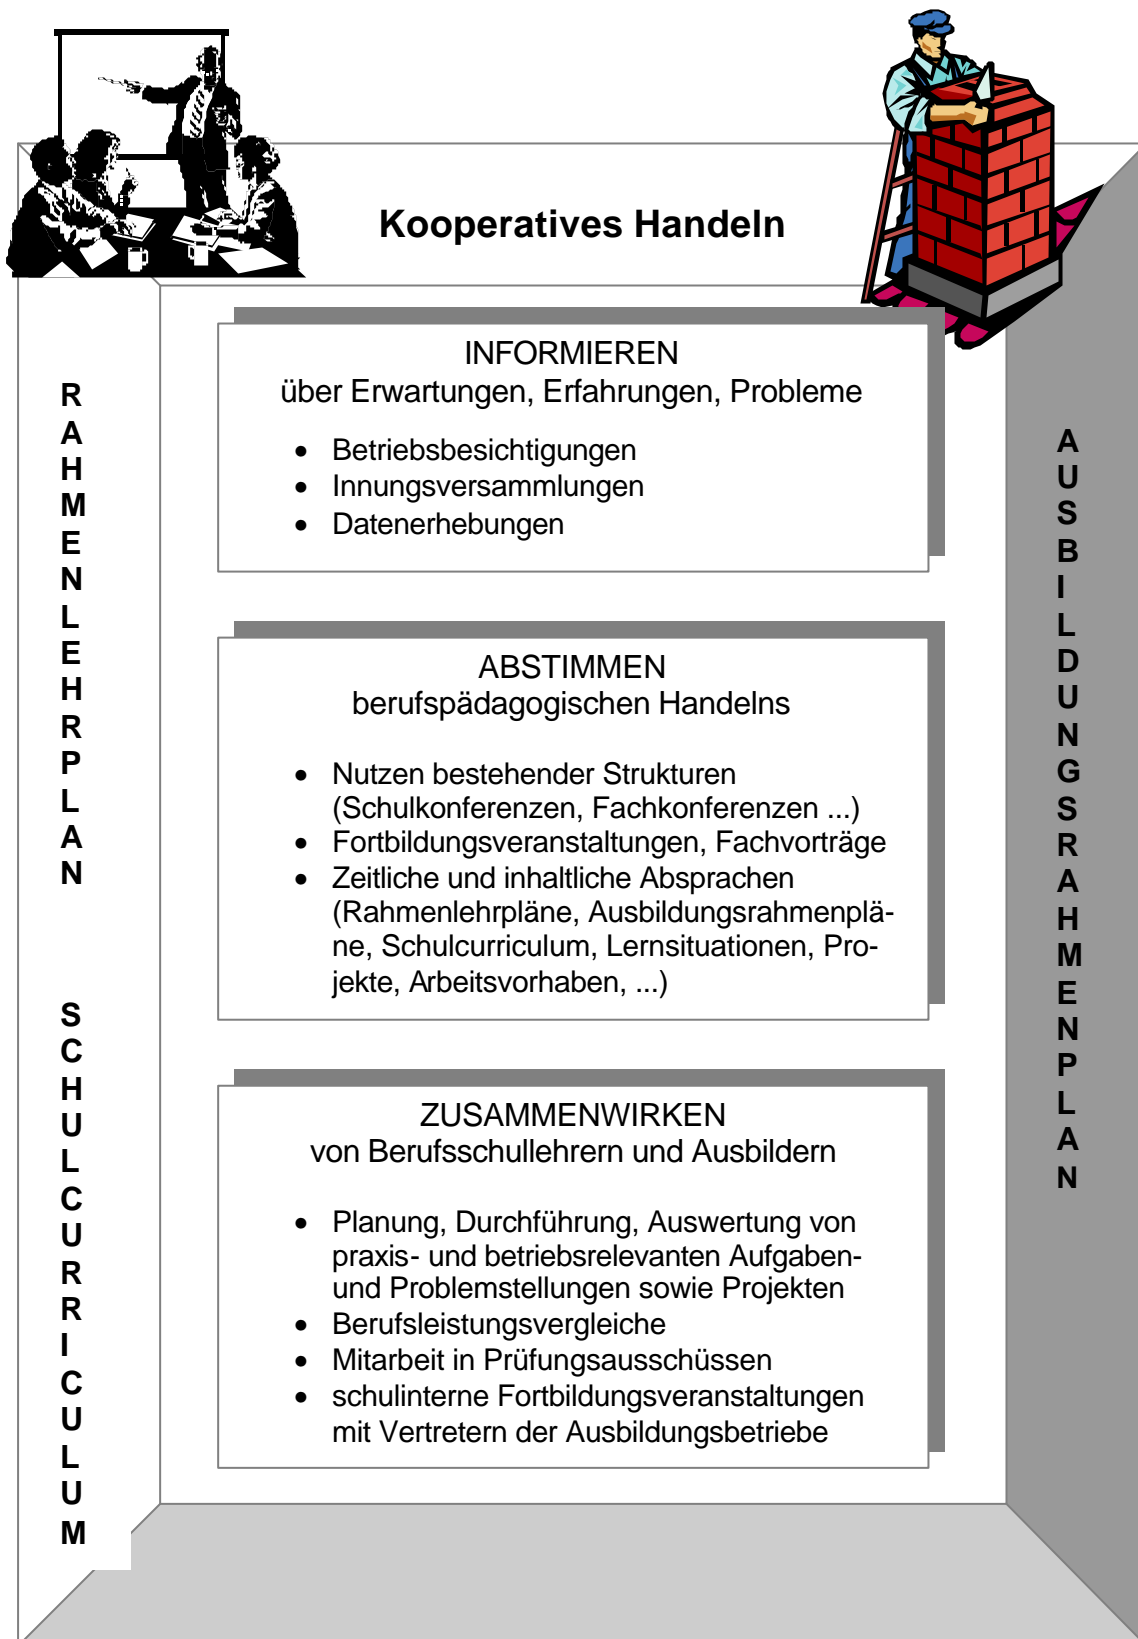 Kooperatives Handeln
RAHMENLEHRPLAN
SCHULCURRICULUM
INFORMIEREN
über Erwartungen, Erfahrungen, Probleme
• Betriebsbesichtigungen
• Innungsversammlungen
• Datenerhebungen
ABSTIMMEN
berufspädagogischen Handelns
• Nutzen bestehender Strukturen
(Schulkonferenzen, Fachkonferenzen ...)
• Fortbildungsveranstaltungen, Fachvorträge
• Zeitliche und inhaltliche Absprachen
(Rahmenlehrpläne, Ausbildungsrahmenplä-
ne, Schulcurriculum, Lernsituationen, Pro-
jekte, Arbeitsvorhaben, ...)
ZUSAMMENWIRKEN
von Berufsschullehrern und Ausbildern
• Planung, Durchführung, Auswertung von
praxis- und betriebsrelevanten Aufgaben-
und Problemstellungen sowie Projekten
• Berufsleistungsvergleiche
• Mitarbeit in Prüfungsausschüssen
• schulinterne Fortbildungsveranstaltungen
mit Vertretern der Ausbildungsbetriebe
AUSBILDUNGSRAHMENPLAN